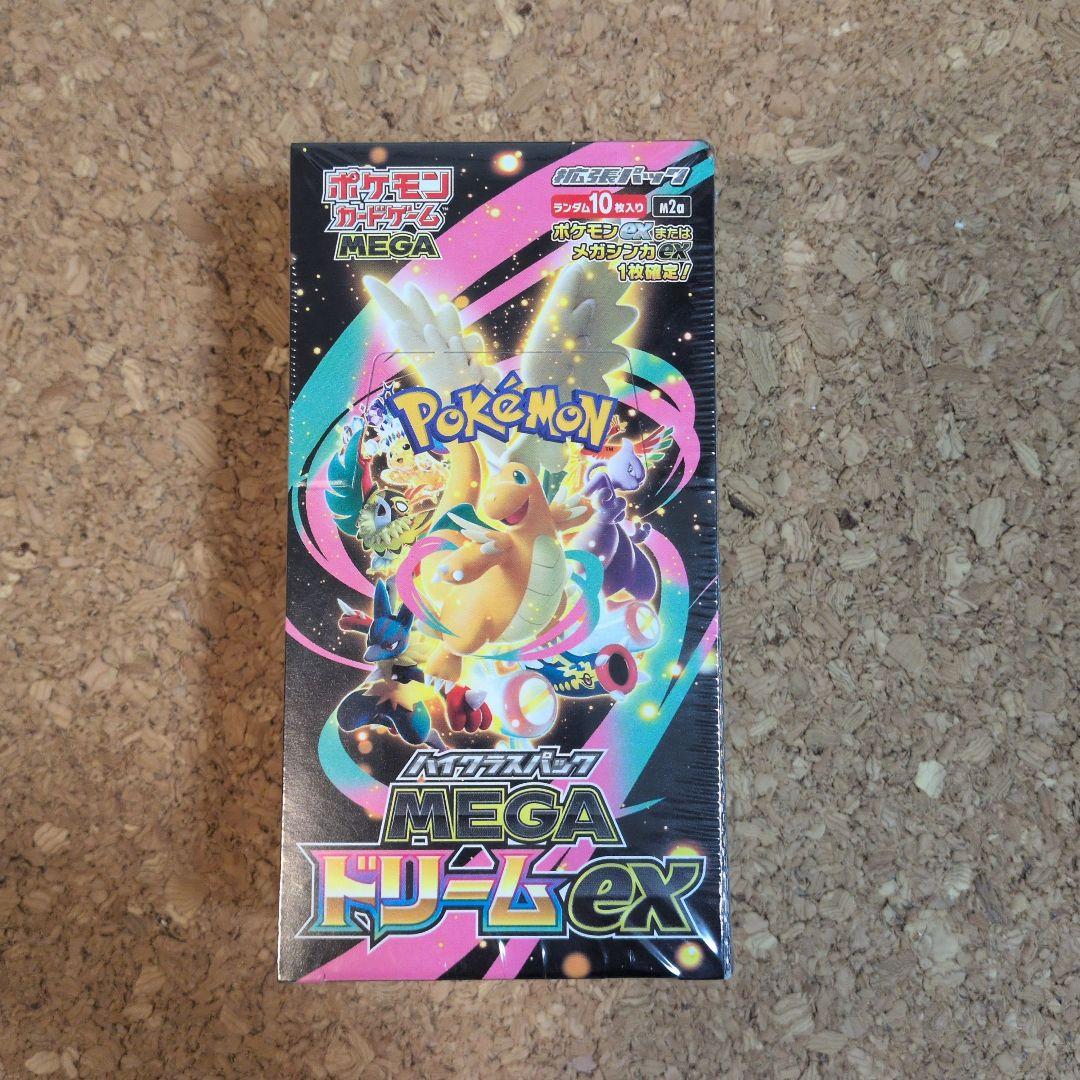 ポケモン
カードゲーム
MEGA
拡張パック
ランダム10枚入り M2a
ポケモンexまたは
メガシンカex
1枚確定！
POKéMON
ハイクラスパック
MEGA
ドリームex